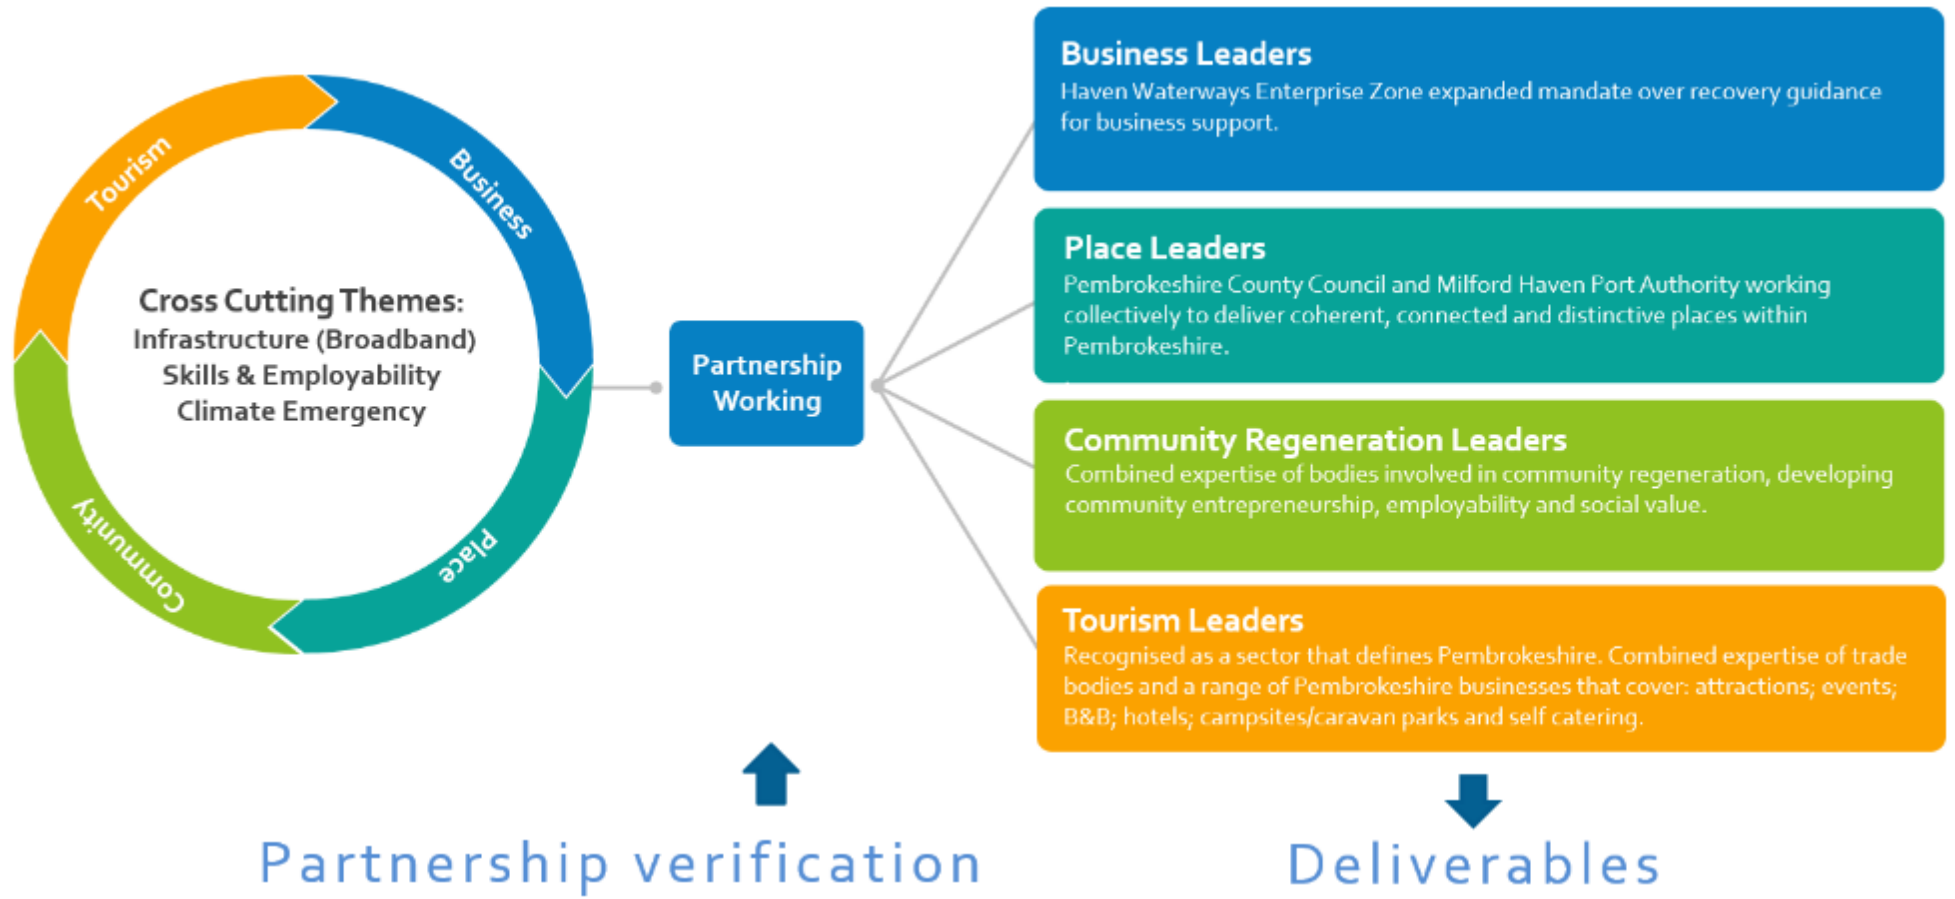 Tourism
Business
Cross Cutting Themes:
Infrastructure (Broadband)
Skills & Employability
Climate Emergency
Community
Place
Partnership
Working
Business Leaders
Haven Waterways Enterprise Zone expanded mandate over recovery guidance
for business support.
Place Leaders
Pembrokeshire County Council and Milford Haven Port Authority working
collectively to deliver coherent, connected and distinctive places within
Pembrokeshire.
Community Regeneration Leaders
Combined expertise of bodies involved in community regeneration, developing
community entrepreneurship, employability and social value.
Tourism Leaders
Recognised as a sector that defines Pembrokeshire. Combined expertise of trade
bodies and a range of Pembrokeshire businesses that cover: attractions; events;
B&B; hotels; campsites/caravan parks and self catering.
Partnership verification
Deliverables